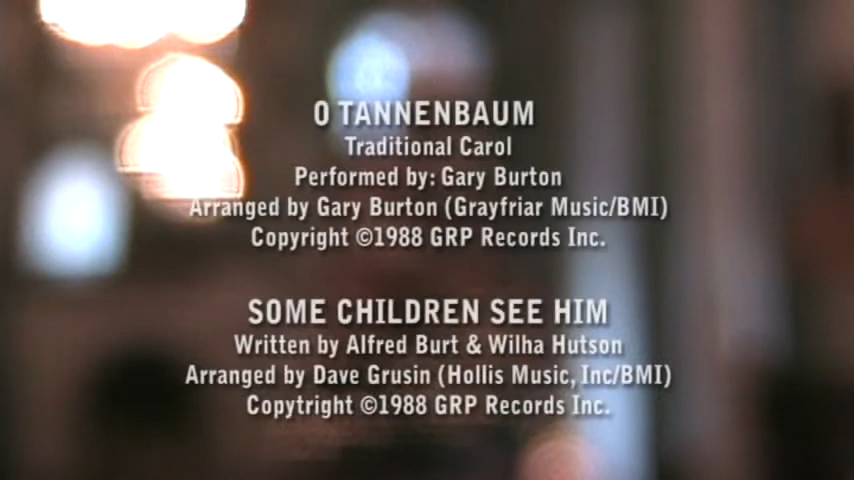 O TANNENBAUM
Traditional Carol
Performed by: Gary Burton
Arranged by Gary Burton (Grayfriar Music/BMI)
Copyright ©1988 GRP Records Inc.
SOME CHILDREN SEE HIM
Written by Alfred Burt & Wilha Hutson
Arranged by Dave Grusin (Hollis Music, Inc/BMI)
Copytright ©1988 GRP Records Inc.